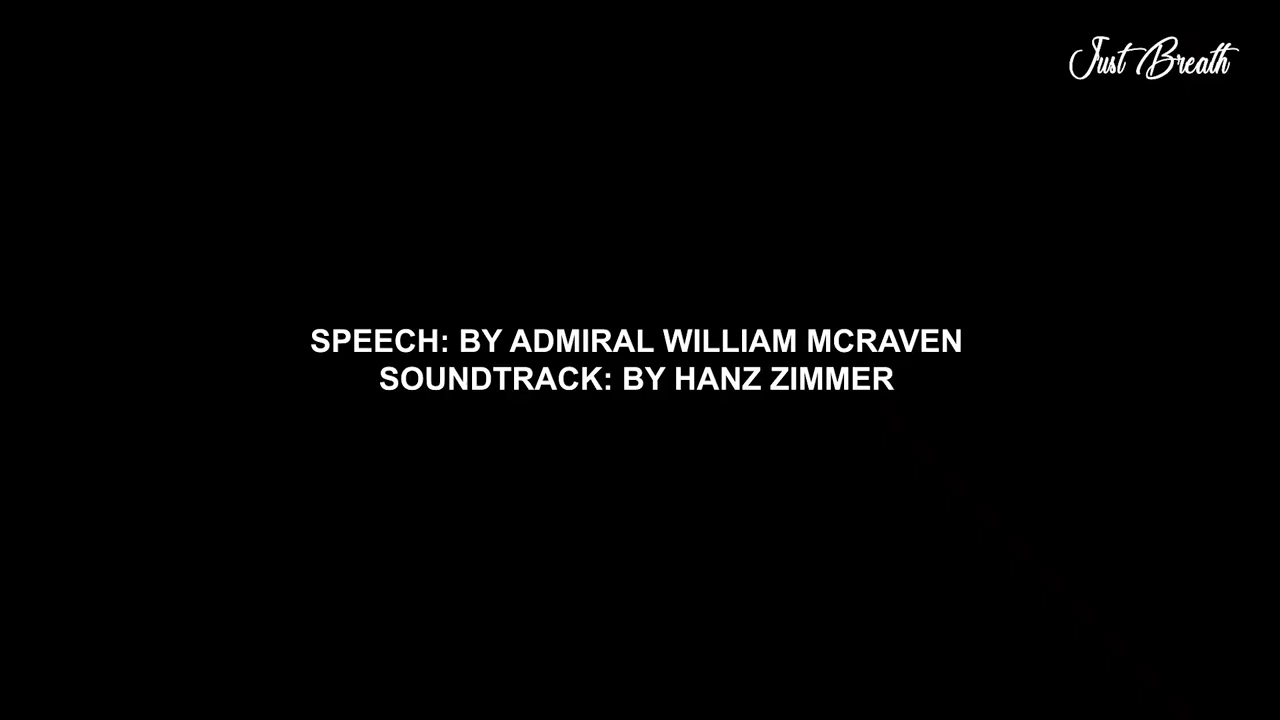 Just Breath
SPEECH: BY ADMIRAL WILLIAM MCRAVEN
SOUNDTRACK: BY HANZ ZIMMER